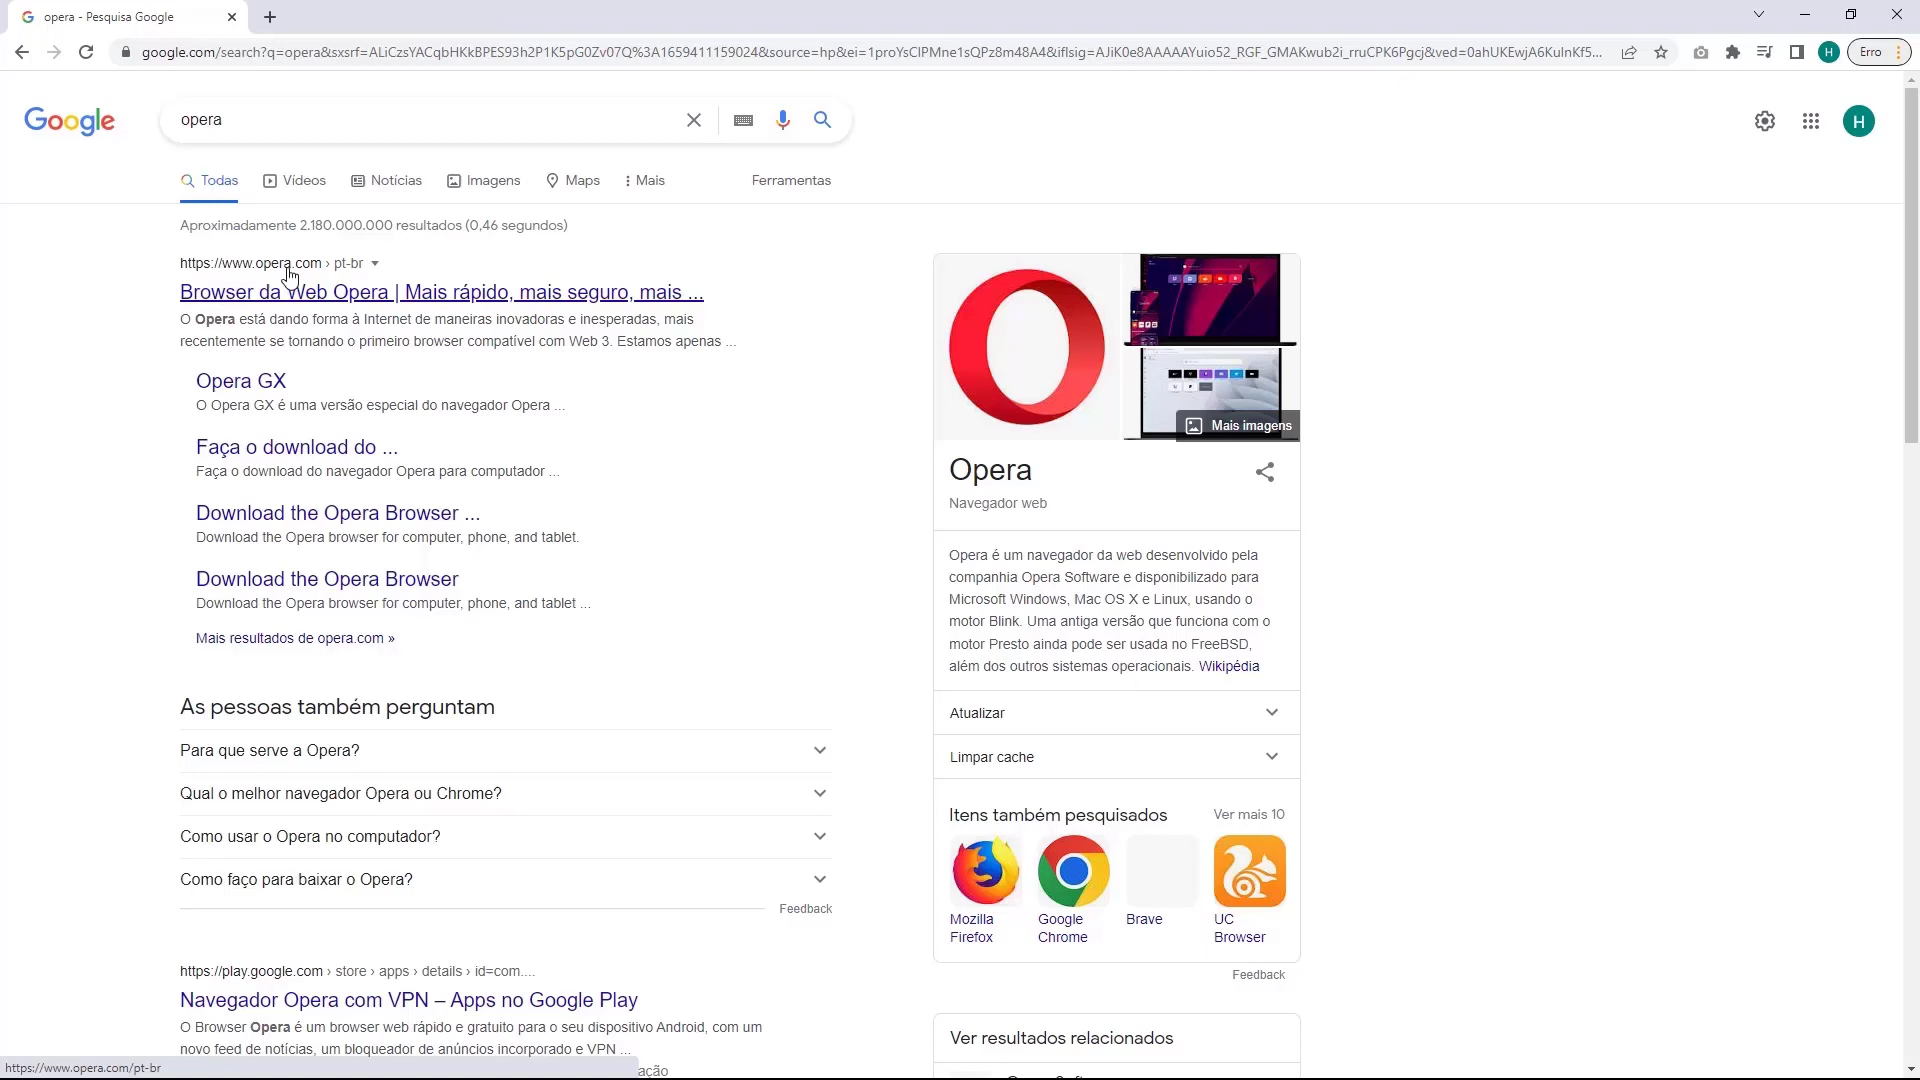 opera - Pesquisa Google
google.com/search?q=opera&sxsrf=ALiCzsYACqbHKkBPES93h2P1K5pG0Zv07Q%3A1659411159024&source=hp&ei=1proYsClPMne1sQPz8m48A4&iflsig=AJiK0e8AAAAAYuio52_RGF_GMAKwub2i_rruCPK6Pgcj&ved=0ahUKEwjA6KulnKf5...
H
Erro
Google
opera
H
Todas
Vídeos
Notícias
Imagens
Maps
Mais
Ferramentas
Aproximadamente 2.180.000.000 resultados (0,46 segundos)
https://www.opera.com › pt-br
Browser da Web Opera | Mais rápido, mais seguro, mais ...
O Opera está dando forma à Internet de maneiras inovadoras e inesperadas, mais
recentemente se tornando o primeiro browser compatível com Web 3. Estamos apenas ...
Opera GX
O Opera GX é uma versão especial do navegador Opera ...
Faça o download do ...
Faça o download do navegador Opera para computador ...
Download the Opera Browser ...
Download the Opera browser for computer, phone, and tablet.
Download the Opera Browser
Download the Opera browser for computer, phone, and tablet ...
Mais resultados de opera.com »
As pessoas também perguntam
Para que serve a Opera?
Qual o melhor navegador Opera ou Chrome?
Como usar o Opera no computador?
Como faço para baixar o Opera?
Feedback
https://play.google.com › store › apps › details › id=com....
Navegador Opera com VPN – Apps no Google Play
O Browser Opera é um browser web rápido e gratuito para o seu dispositivo Android, com um
novo feed de notícias, um bloqueador de anúncios incorporado e VPN ...
ação
https://www.opera.com/pt-br
Mais imagens
Opera
Navegador web
Opera é um navegador da web desenvolvido pela
companhia Opera Software e disponibilizado para
Microsoft Windows, Mac OS X e Linux, usando o
motor Blink. Uma antiga versão que funciona com o
motor Presto ainda pode ser usada no FreeBSD,
além dos outros sistemas operacionais. Wikipédia
Atualizar
Limpar cache
Itens também pesquisados
Ver mais 10
Mozilla
Firefox
Google
Chrome
Brave
UC
Browser
Feedback
Ver resultados relacionados